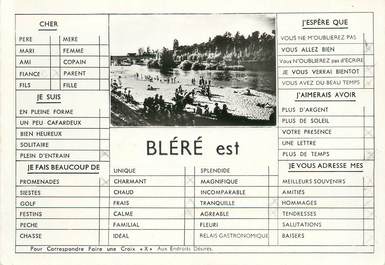 CHER
PERE MERE
MARI FEMME
AMI COPAIN
FIANCE PARENT
FILS FILLE
JE SUIS
EN PLEINE FORME
UN PEU CAFARDEUX
BIEN HEUREUX
SOLITAIRE
PLEIN D'ENTRAIN
JE FAIS BEAUCOUP DE
PROMENADES
SIESTES
GOLF
FESTINS
PECHE
CHASSE
BLÉRÉ est
UNIQUE SPLENDIDE
CHARMANT MAGNIFIQUE
CHAUD INCOMPARABLE
FRAIS TRANQUILLE
CALME AGREABLE
FAMILIAL FLEURI
IDEAL RELAIS GASTRONOMIQUE
J'ESPÈRE QUE
VOUS NE M'OUBLIEREZ PAS
VOUS ALLEZ BIEN
Vous N'OUBLIEREZ pas d'ÉCRIRE
JE VOUS VERRAI BIENTOT
VOUS AVEZ DU BEAU TEMPS
J'AIMERAIS AVOIR
PLUS D'ARGENT
PLUS DE SOLEIL
VOTRE PRESENCE
UNE LETTRE
PLUS DE TEMPS
JE VOUS ADRESSE MES
MEILLEURS SOUVENIRS
AMITIÉS
HOMMAGES
TENDRESSES
SALUTATIONS
BAISERS
Pour Correspondre Faire une Croix «X» Aux Endroits Désirés.